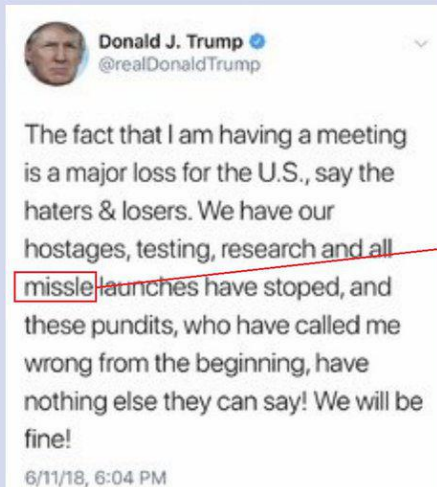 Donald J. Trump
@realDonaldTrump
The fact that I am having a meeting
is a major loss for the U.S., say the
haters & losers. We have our
hostages, testing, research and all
missle launches have stoped, and
these pundits, who have called me
wrong from the beginning, have
nothing else they can say! We will be
fine!
6/11/18, 6:04 PM